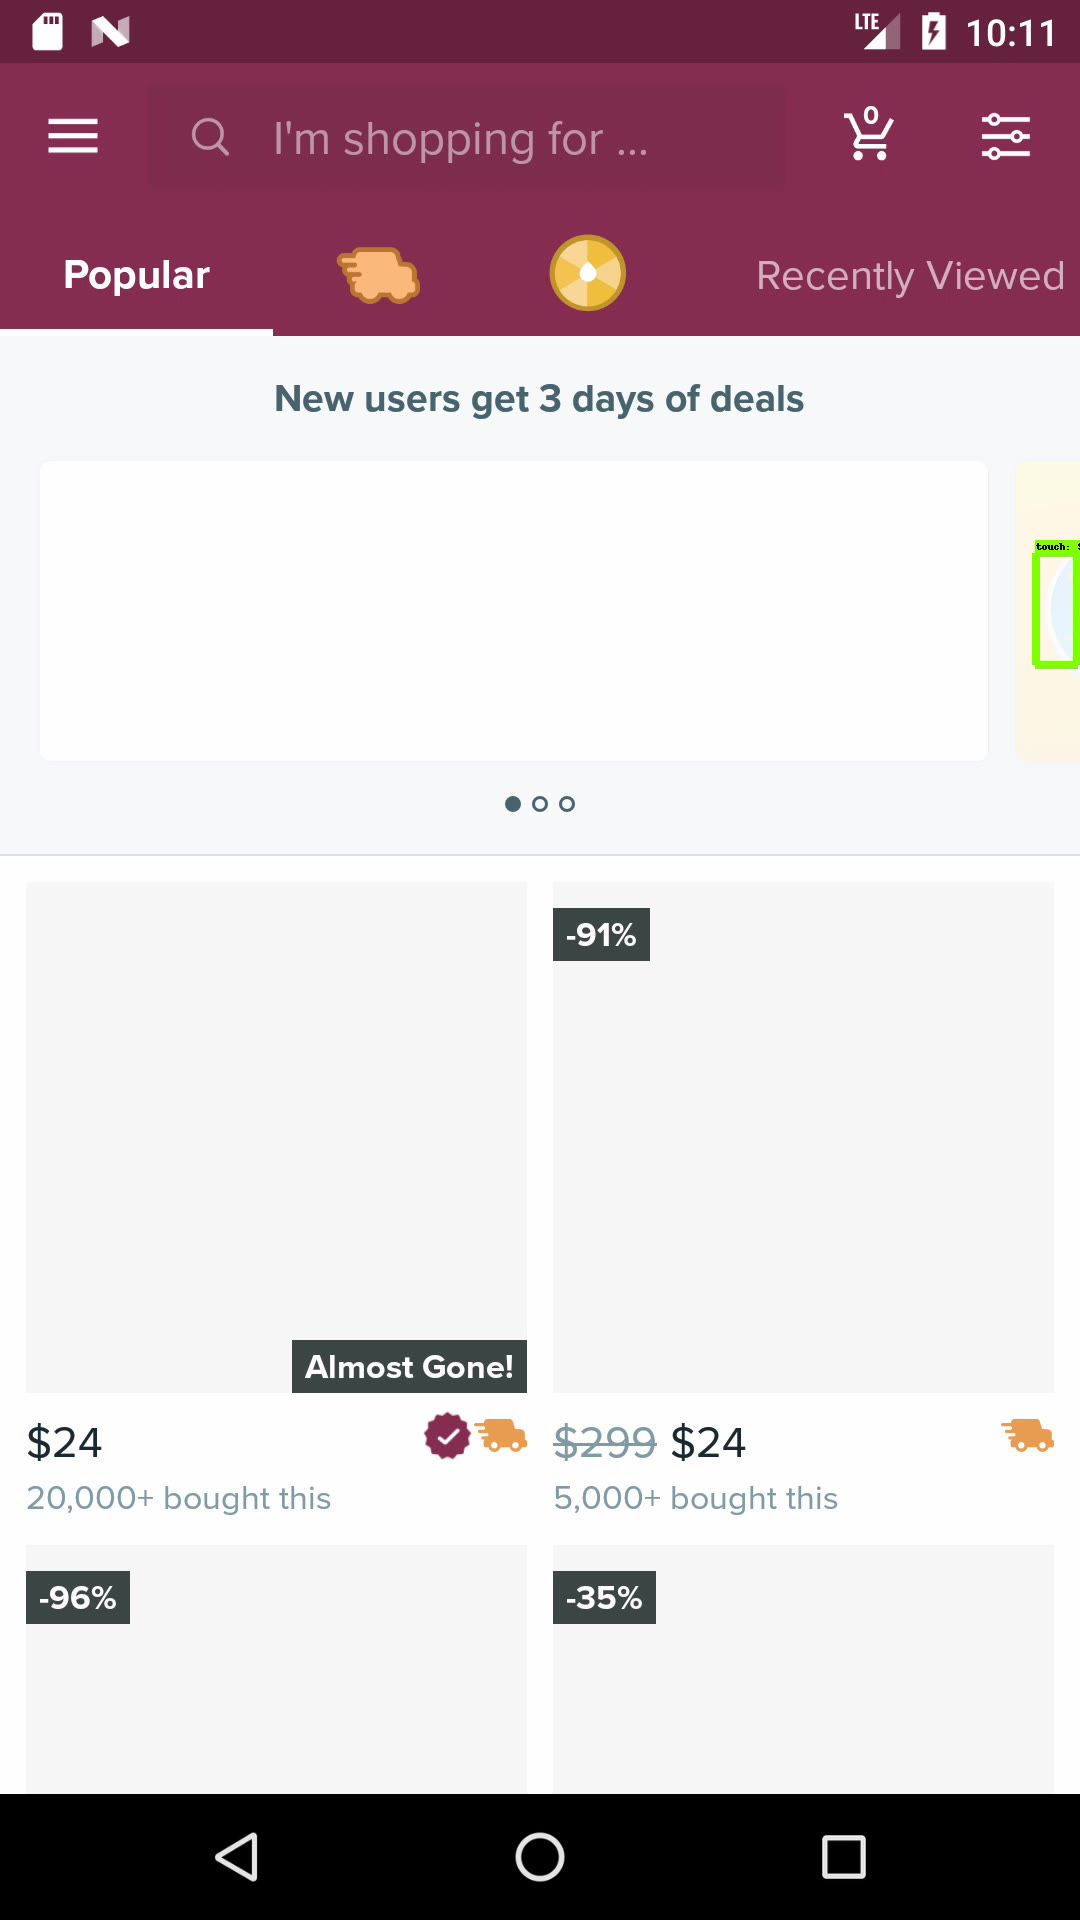 LTE 10:11
I'm shopping for ...
0
Popular
Recently Viewed
New users get 3 days of deals
touch:
-91%
Almost Gone!
$24
$299 $24
20,000+ bought this
5,000+ bought this
-96%
-35%